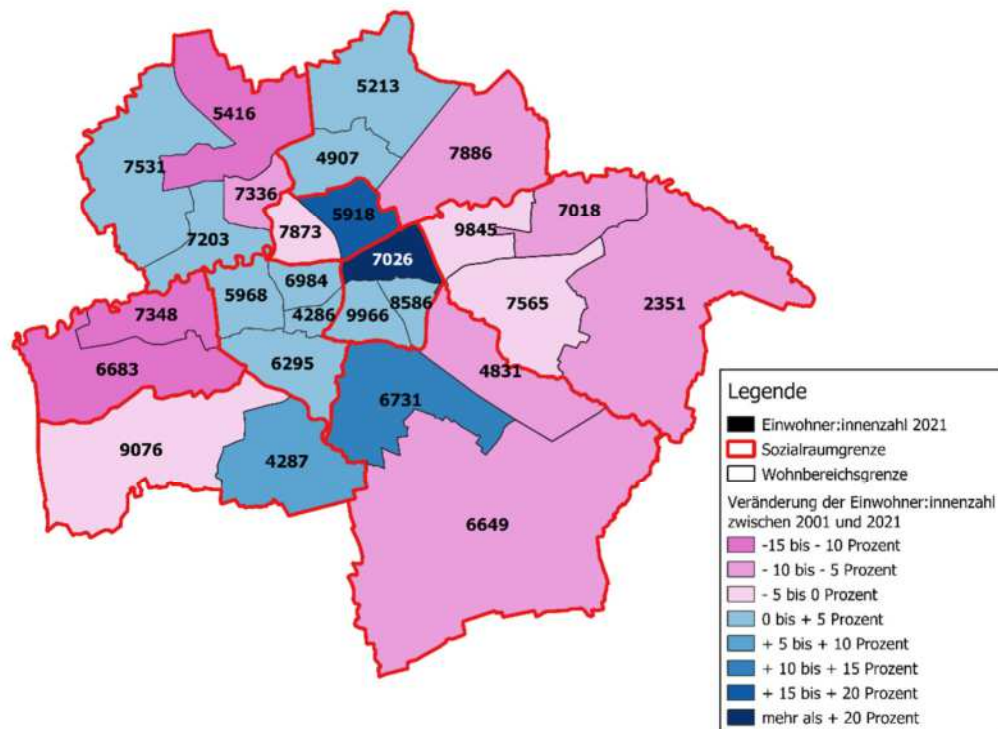 5416
5213
7531
4907
7886
7336
7018
5918
7873
9845
7203
7026
6984
5968
8586
7565
2351
7348
4286
9966
6683
6295
4831
6731
9076
4287
6649
Legende
Einwohner:innenzahl 2021
Sozialraumgrenze
Wohnbereichsgrenze
Veränderung der Einwohner:innenzahl
zwischen 2001 und 2021
-15 bis - 10 Prozent
- 10 bis - 5 Prozent
- 5 bis 0 Prozent
0 bis + 5 Prozent
+ 5 bis + 10 Prozent
+ 10 bis + 15 Prozent
+ 15 bis + 20 Prozent
mehr als + 20 Prozent